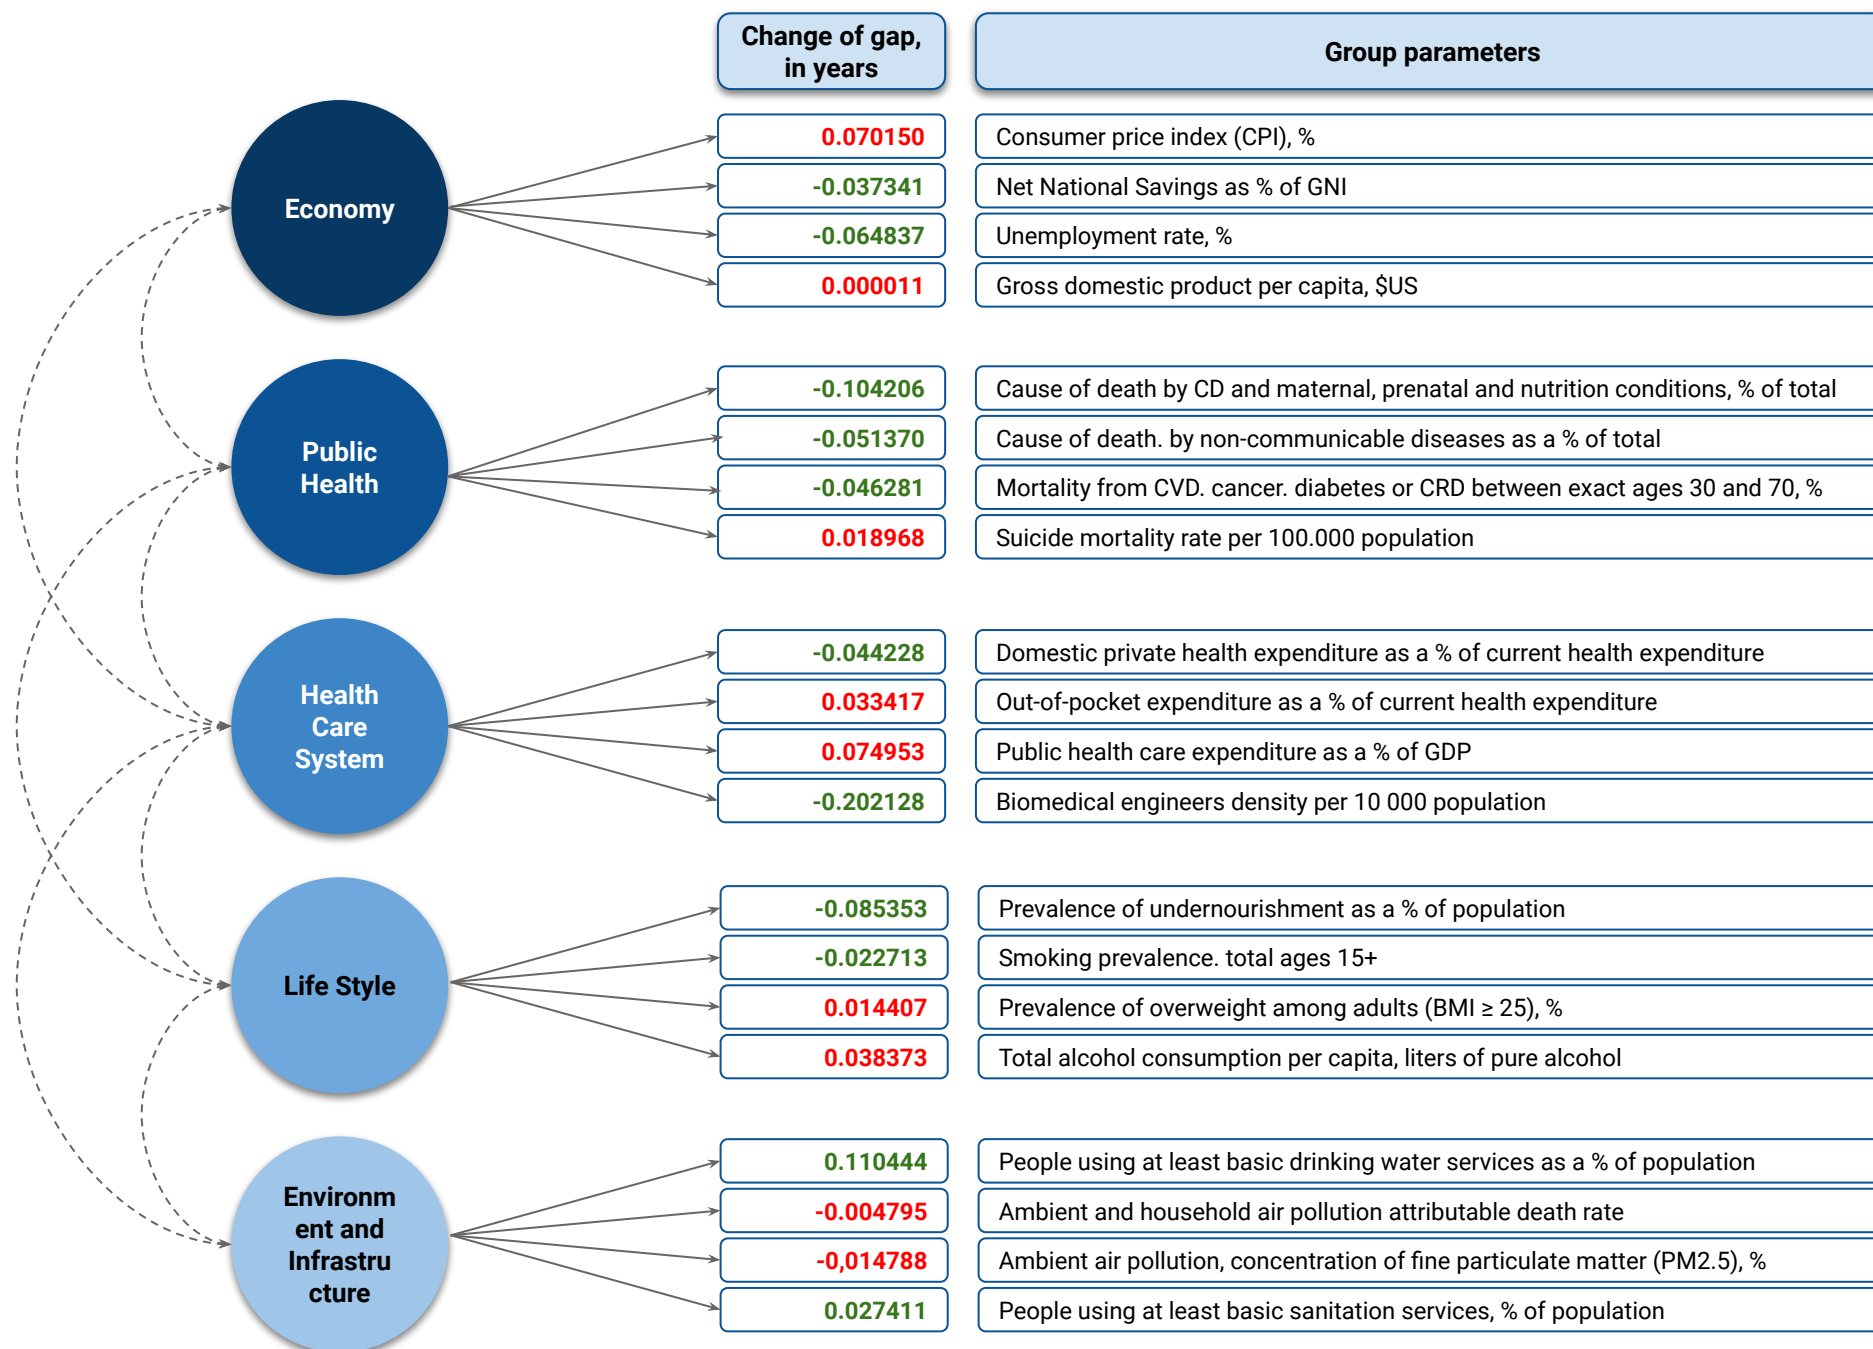 Change of gap,
in years
Group parameters
Economy
0.070150
Consumer price index (CPI), %
-0.037341
Net National Savings as % of GNI
-0.064837
Unemployment rate, %
0.000011
Gross domestic product per capita, $US
Public
Health
-0.104206
Cause of death by CD and maternal, prenatal and nutrition conditions, % of total
-0.051370
Cause of death. by non-communicable diseases as a % of total
-0.046281
Mortality from CVD. cancer. diabetes or CRD between exact ages 30 and 70, %
0.018968
Suicide mortality rate per 100.000 population
Health
Care
System
-0.044228
Domestic private health expenditure as a % of current health expenditure
0.033417
Out-of-pocket expenditure as a % of current health expenditure
0.074953
Public health care expenditure as a % of GDP
-0.202128
Biomedical engineers density per 10 000 population
Life Style
-0.085353
Prevalence of undernourishment as a % of population
-0.022713
Smoking prevalence. total ages 15+
0.014407
Prevalence of overweight among adults (BMI ≥ 25), %
0.038373
Total alcohol consumption per capita, liters of pure alcohol
Environm
ent and
Infrastru
cture
0.110444
People using at least basic drinking water services as a % of population
-0.004795
Ambient and household air pollution attributable death rate
-0,014788
Ambient air pollution, concentration of fine particulate matter (PM2.5), %
0.027411
People using at least basic sanitation services, % of population